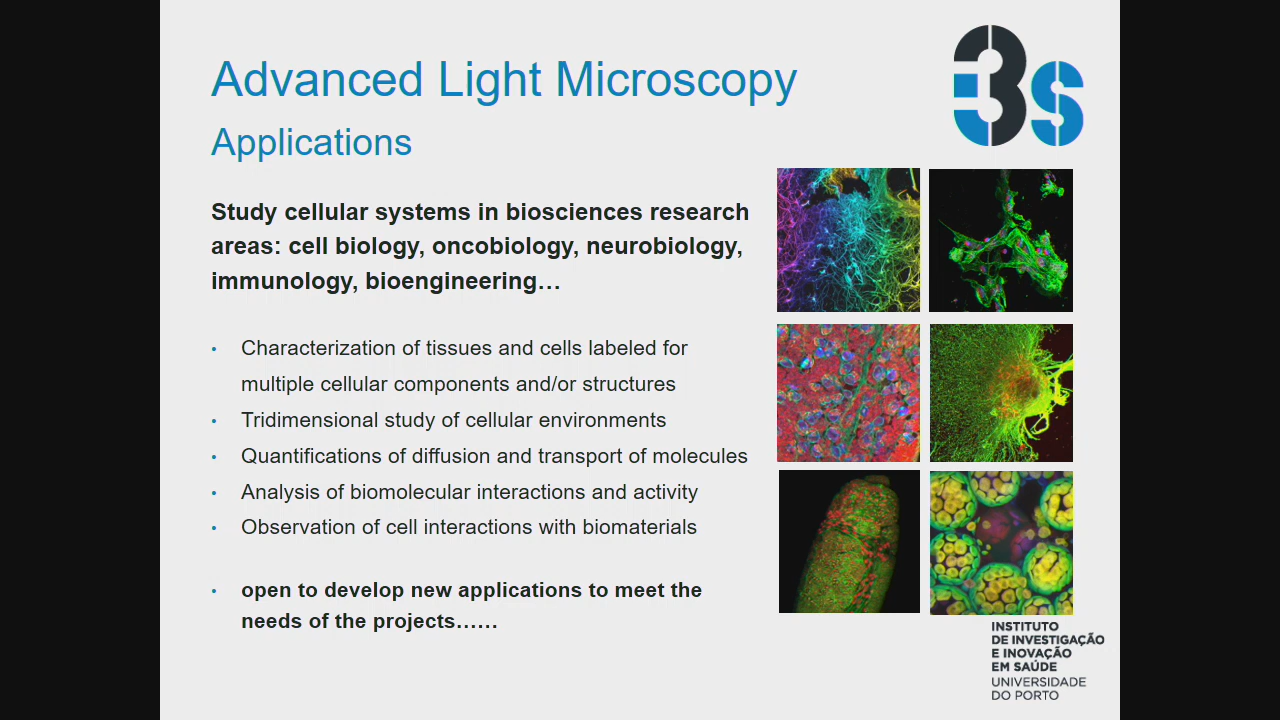 Advanced Light Microscopy
Applications
Study cellular systems in biosciences research
areas: cell biology, oncobiology, neurobiology,
immunology, bioengineering…
• Characterization of tissues and cells labeled for
multiple cellular components and/or structures
• Tridimensional study of cellular environments
• Quantifications of diffusion and transport of molecules
• Analysis of biomolecular interactions and activity
• Observation of cell interactions with biomaterials
• open to develop new applications to meet the
needs of the projects……
i3s
INSTITUTO
DE INVESTIGAÇÃO
E INOVAÇÃO
EM SAÚDE
UNIVERSIDADE
DO PORTO